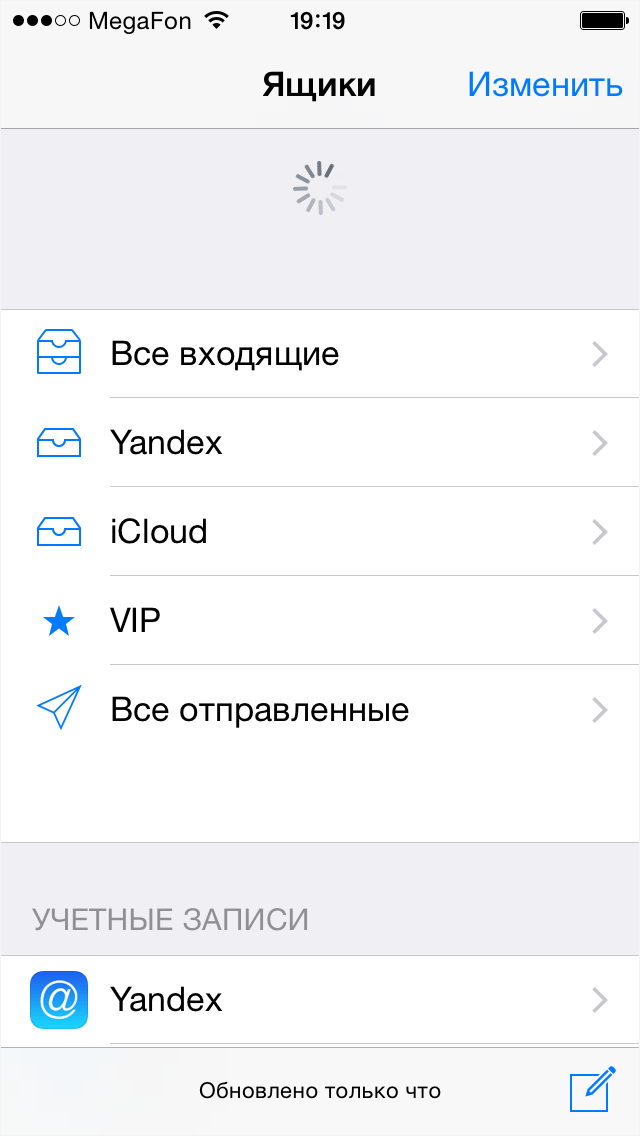 MegaFon 19:19
Ящики Изменить
Все входящие
Yandex
iCloud
VIP
Все отправленные
УЧЕТНЫЕ ЗАПИСИ
@ Yandex
Обновлено только что